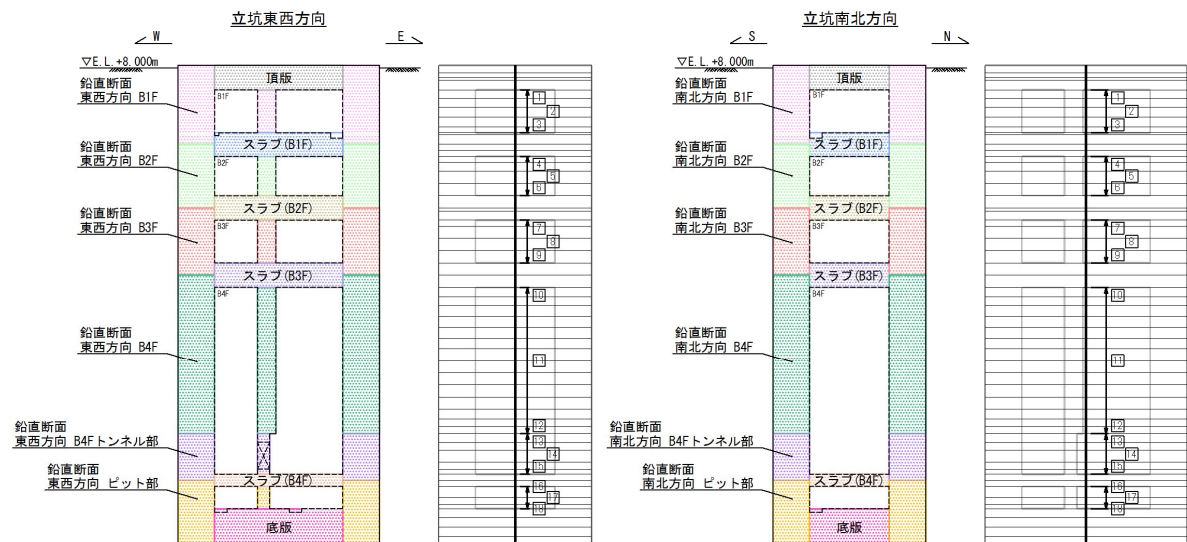 立坑東西方向
W
E
▽E.L.+8.000m
頂版
鉛直断面
東西方向 B1F
B1F
スラブ(B1F)
鉛直断面
東西方向 B2F
B2F
スラブ(B2F)
鉛直断面
東西方向 B3F
B3F
スラブ(B3F)
B4F
鉛直断面
東西方向 B4F
鉛直断面
東西方向 B4Fトンネル部
スラブ(B4F)
鉛直断面
東西方向 ピット部
底版
1
2
3
4
5
6
7
8
9
10
11
12
13
14
15
16
17
18
立坑南北方向
S
N
▽E.L.+8.000m
頂版
鉛直断面
南北方向 B1F
B1F
スラブ(B1F)
鉛直断面
南北方向 B2F
B2F
スラブ(B2F)
鉛直断面
南北方向 B3F
B3F
スラブ(B3F)
B4F
鉛直断面
南北方向 B4F
鉛直断面
南北方向 B4Fトンネル部
スラブ(B4F)
鉛直断面
南北方向 ピット部
底版
1
2
3
4
5
6
7
8
9
10
11
12
13
14
15
16
17
18